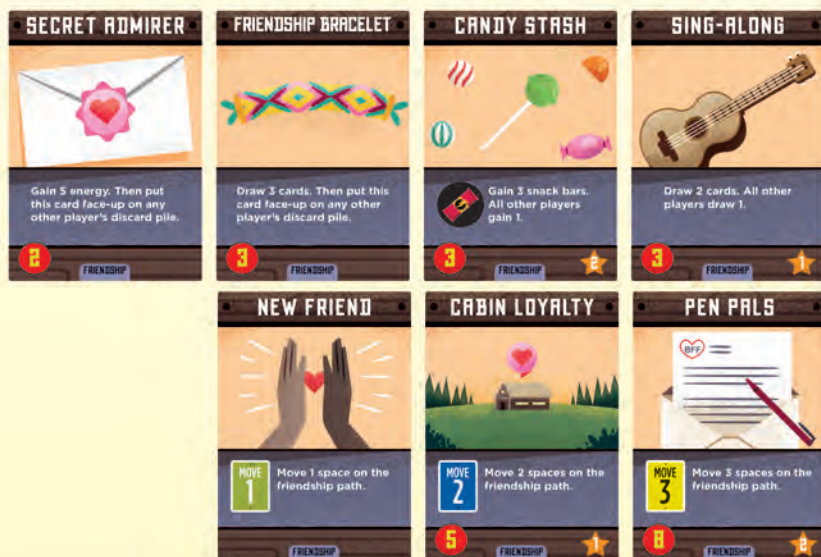 SECRET ADMIRER
Gain 5 energy. Then put
this card face-up on any
other player's discard pile.
2
FRIENDSHIP
FRIENDSHIP BRACELET
Draw 3 cards. Then put this
card face-up on any other
player's discard pile.
3
FRIENDSHIP
CANDY STASH
Gain 3 snack bars.
All other players
gain 1.
3
FRIENDSHIP
2
SING-ALONG
Draw 2 cards. All other
players draw 1.
3
FRIENDSHIP
1
NEW FRIEND
MOVE
1
Move 1 space on the
friendship path.
FRIENDSHIP
CABIN LOYALTY
MOVE
2
Move 2 spaces on the
friendship path.
5
FRIENDSHIP
1
PEN PALS
BFF
MOVE
3
Move 3 spaces on the
friendship path.
8
FRIENDSHIP
2